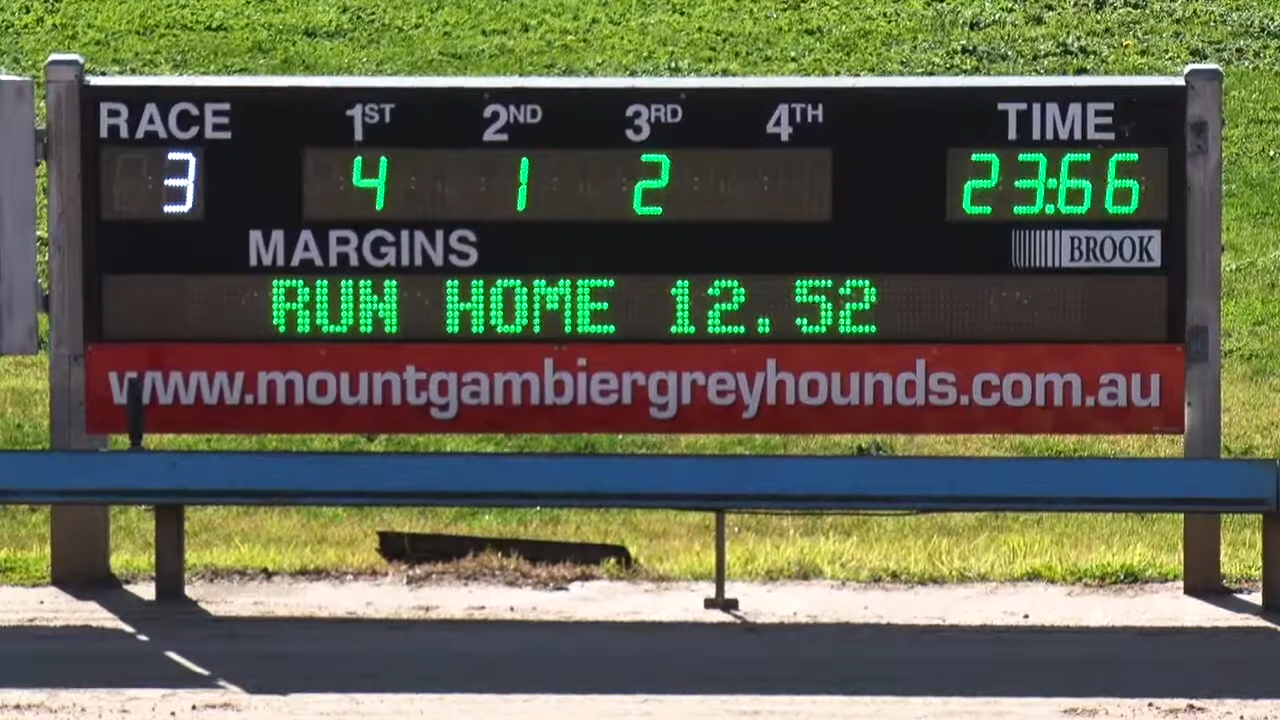 RACE 1ST 2ND 3RD 4TH TIME
3 4 1 2 23:66
MARGINS BROOK
RUN HOME 12.52
www.mountgambiergreyhounds.com.au